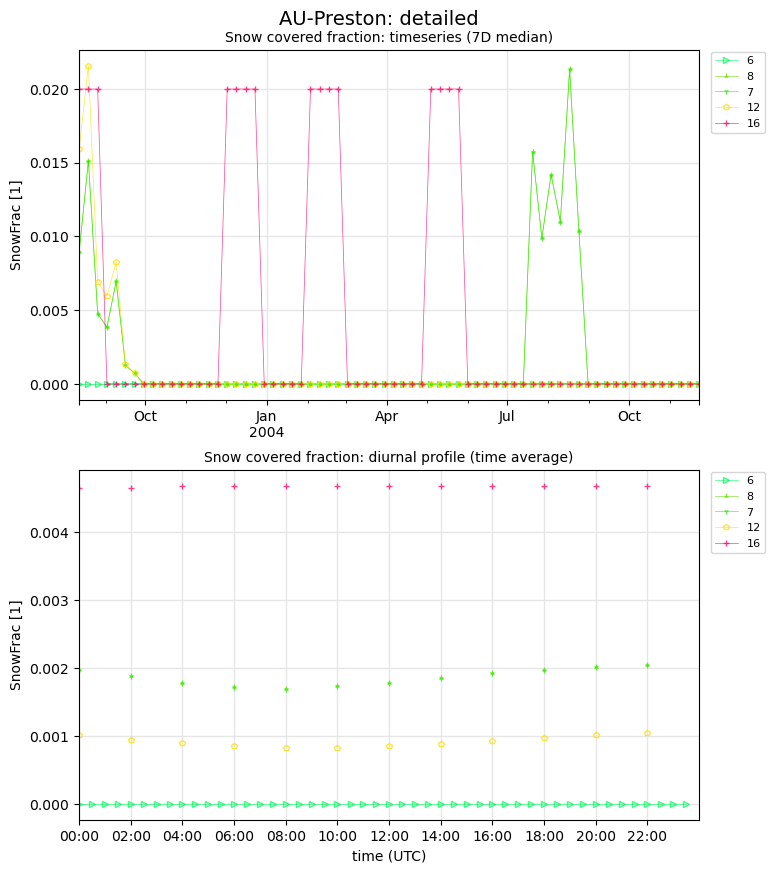 AU-Preston: detailed
Snow covered fraction: timeseries (7D median)
SnowFrac [1]
0.020
0.015
0.010
0.005
0.000
Oct
Jan
2004
Apr
Jul
Oct
6
8
7
12
16
Snow covered fraction: diurnal profile (time average)
SnowFrac [1]
0.004
0.003
0.002
0.001
0.000
00:00 02:00 04:00 06:00 08:00 10:00 12:00 14:00 16:00 18:00 20:00 22:00
time (UTC)
6
8
7
12
16